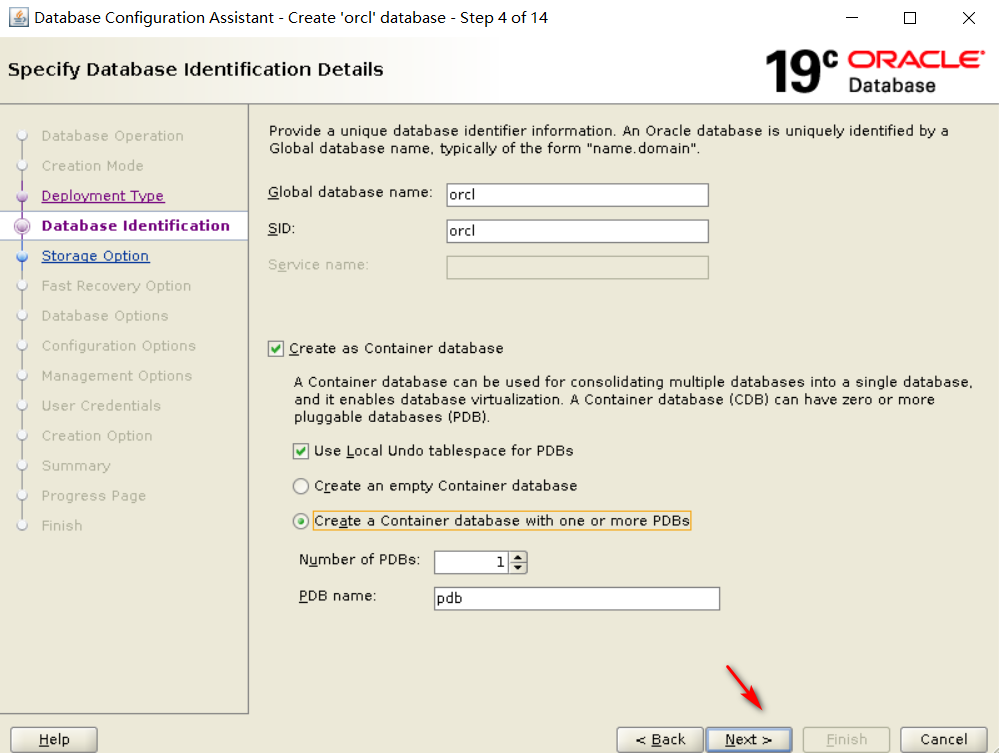 Database Configuration Assistant - Create 'orcl' database - Step 4 of 14
Specify Database Identification Details
19c ORACLE
Database
Database Operation
Creation Mode
Deployment Type
Database Identification
Storage Option
Fast Recovery Option
Database Options
Configuration Options
Management Options
User Credentials
Creation Option
Summary
Progress Page
Finish
Provide a unique database identifier information. An Oracle database is uniquely identified by a
Global database name, typically of the form "name.domain".
Global database name: orcl
SID: orcl
Service name:
Create as Container database
A Container database can be used for consolidating multiple databases into a single database,
and it enables database virtualization. A Container database (CDB) can have zero or more
pluggable databases (PDB).
Use Local Undo tablespace for PDBs
Create an empty Container database
Create a Container database with one or more PDBs
Number of PDBs: 1
PDB name: pdb
Help < Back Next > Finish Cancel